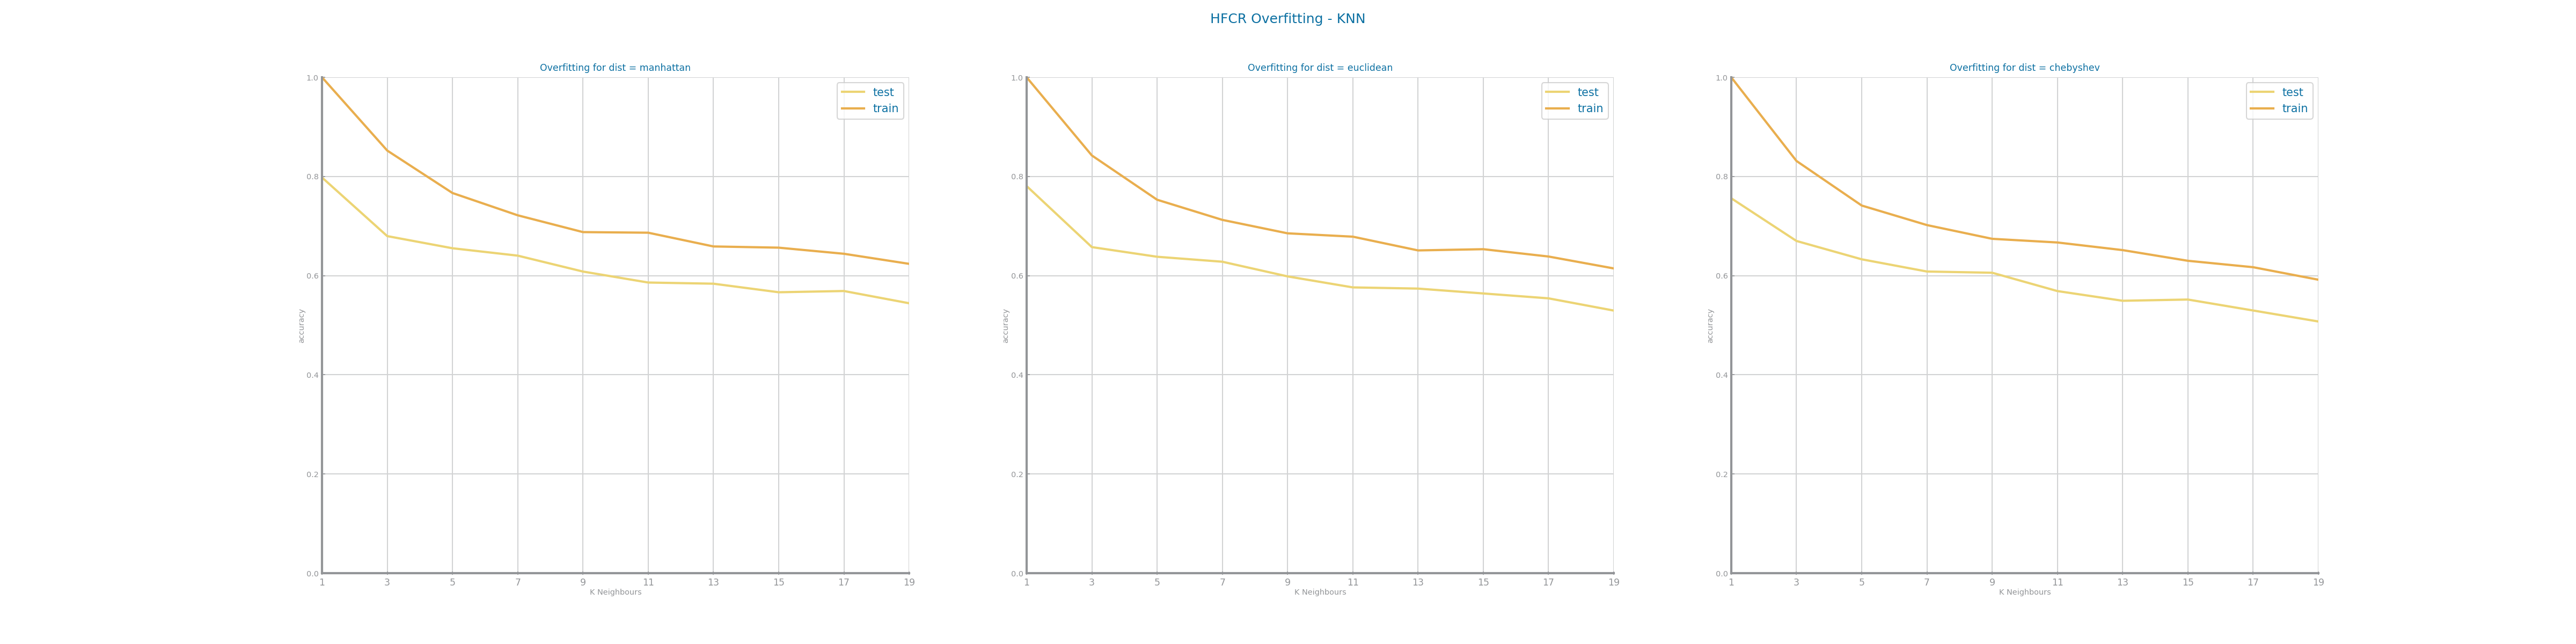 HFCR Overfitting - KNN
Overfitting for dist = manhattan
1.0
0.8
0.6
0.4
0.2
0.0
accuracy
test
train
1 3 5 7 9 11 13 15 17 19
K Neighbours
Overfitting for dist = euclidean
1.0
0.8
0.6
0.4
0.2
0.0
accuracy
test
train
1 3 5 7 9 11 13 15 17 19
K Neighbours
Overfitting for dist = chebyshev
1.0
0.8
0.6
0.4
0.2
0.0
accuracy
test
train
1 3 5 7 9 11 13 15 17 19
K Neighbours